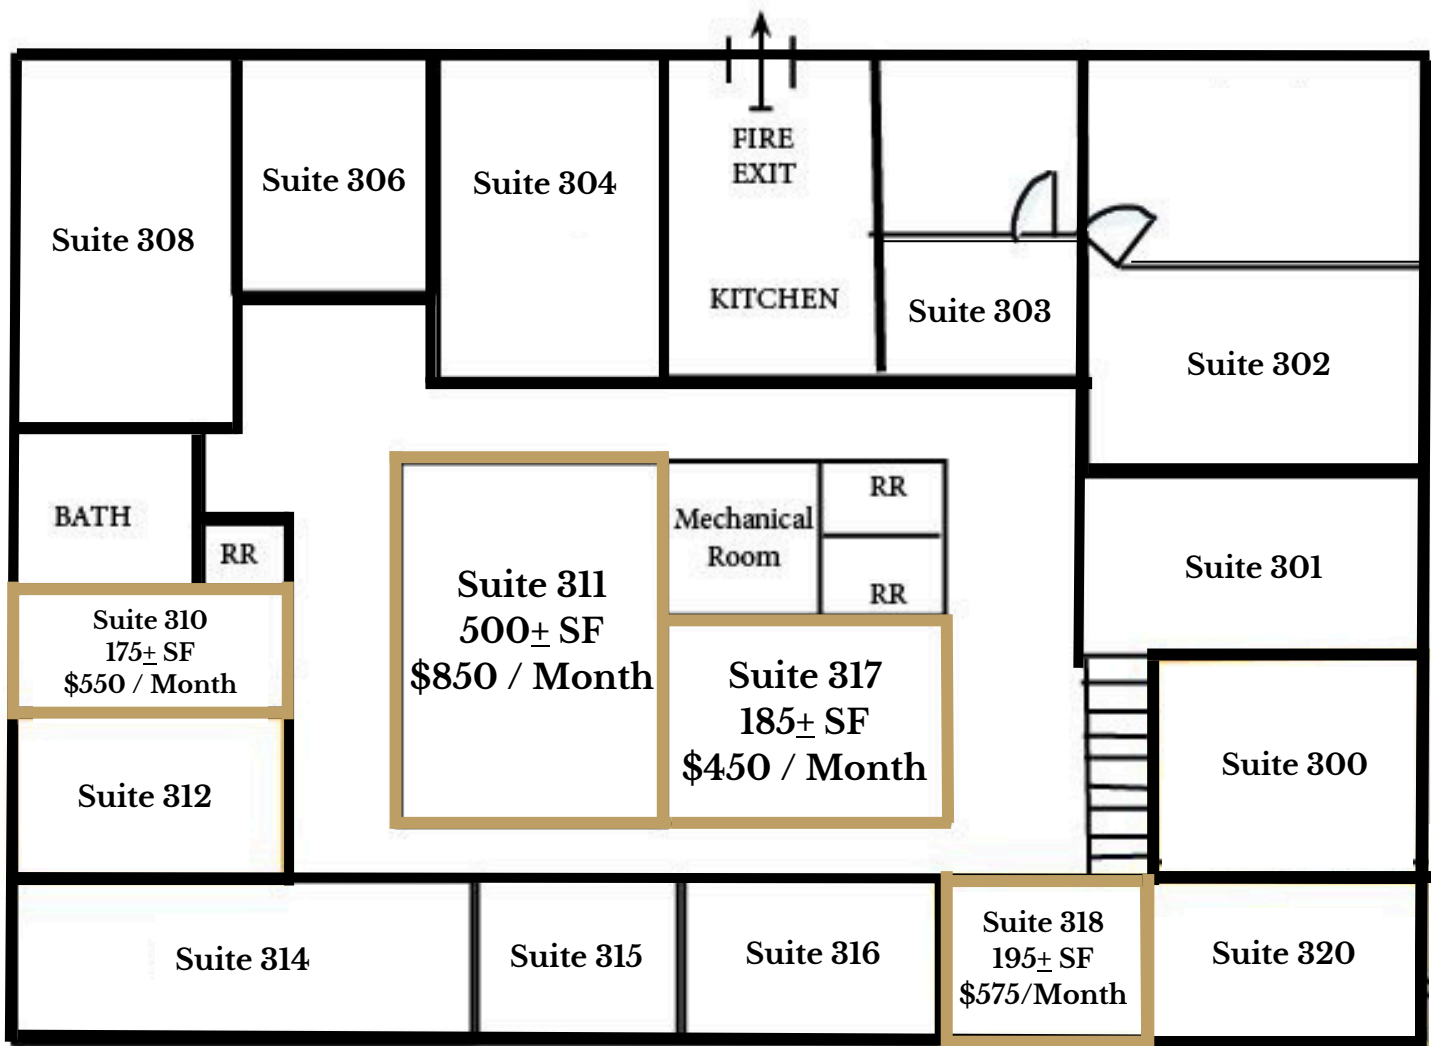 FIRE
EXIT
Suite 306
Suite 304
Suite 308
KITCHEN
Suite 303
Suite 302
BATH
RR
Mechanical
Room
RR
RR
Suite 301
Suite 310
175± SF
$550 / Month
Suite 311
500± SF
$850 / Month
Suite 317
185± SF
$450 / Month
Suite 312
Suite 300
Suite 314
Suite 315
Suite 316
Suite 318
195± SF
$575/Month
Suite 320